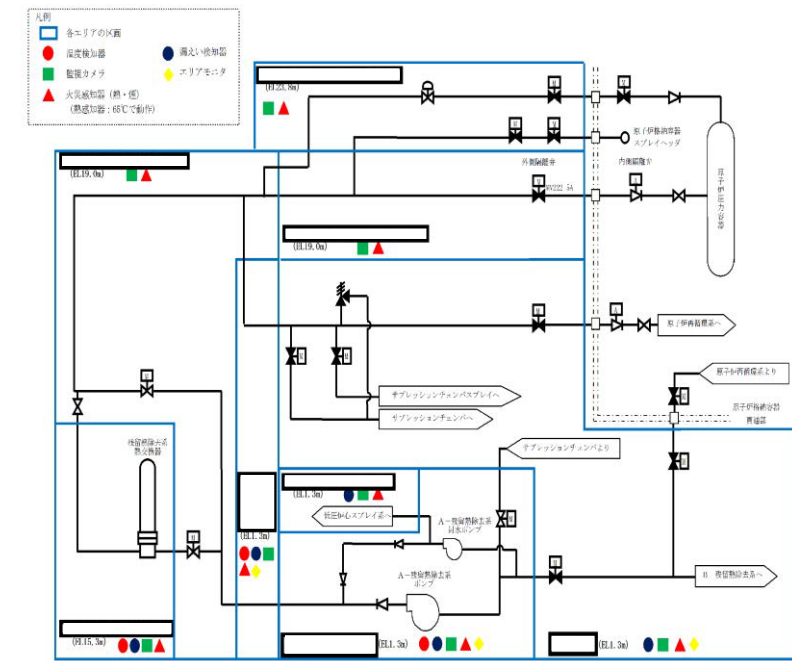 凡例
各エリアの区画
温度検知器
漏えい検知器
監視カメラ
エリアモニタ
火災感知器（熱・煙）
（熱感知器：65℃で動作）
(EL23.8m)
原子炉格納容器
スプレイヘッダ
外側隔離弁
内側隔離弁
MV222-5A
原子炉圧力容器
(EL19.0m)
(EL19.0m)
原子炉再循環系へ
原子炉再循環系より
原子炉格納容器
貫通部
サプレッションチェンバスプレイへ
サプレッションチェンバへ
サプレッションチェンバより
残留熱除去系
熱交換器
(EL1.3m)
(EL1.3m)
低圧炉心スプレイ系へ
A－残留熱除去系
封水ポンプ
A－残留熱除去系
ポンプ
B－残留熱除去系へ
(EL15.3m)
(EL1.3m)
(EL1.3m)